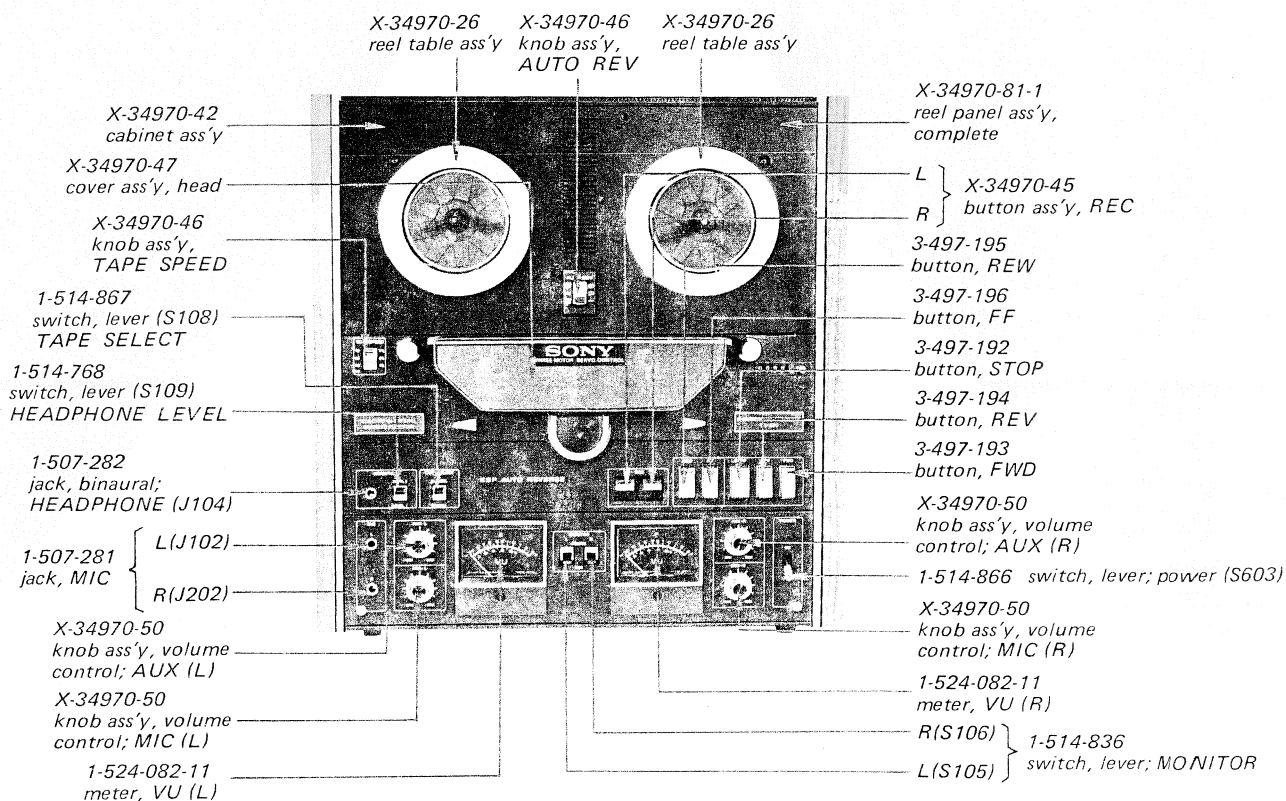 X-34970-26
reel table ass'y
X-34970-46
knob ass'y,
AUTO REV
X-34970-26
reel table ass'y
X-34970-42
cabinet ass'y
X-34970-47
cover ass'y, head
X-34970-46
knob ass'y,
TAPE SPEED
1-514-867
switch, lever (S108)
TAPE SELECT
1-514-768
switch, lever (S109)
HEADPHONE LEVEL
1-507-282
jack, binaural;
HEADPHONE (J104)
1-507-281
jack, MIC
L(J102)
R(J202)
X-34970-50
knob ass'y, volume
control; AUX (L)
X-34970-50
knob ass'y, volume
control; MIC (L)
1-524-082-11
meter, VU (L)
SONY
X-34970-81-1
reel panel ass'y,
complete
L
R
X-34970-45
button ass'y, REC
3-497-195
button, REW
3-497-196
button, FF
3-497-192
button, STOP
3-497-194
button, REV
3-497-193
button, FWD
X-34970-50
knob ass'y, volume
control; AUX (R)
1-514-866 switch, lever; power (S603)
X-34970-50
knob ass'y, volume
control; MIC (R)
1-524-082-11
meter, VU (R)
R(S106)
L(S105)
1-514-836
switch, lever; MONITOR